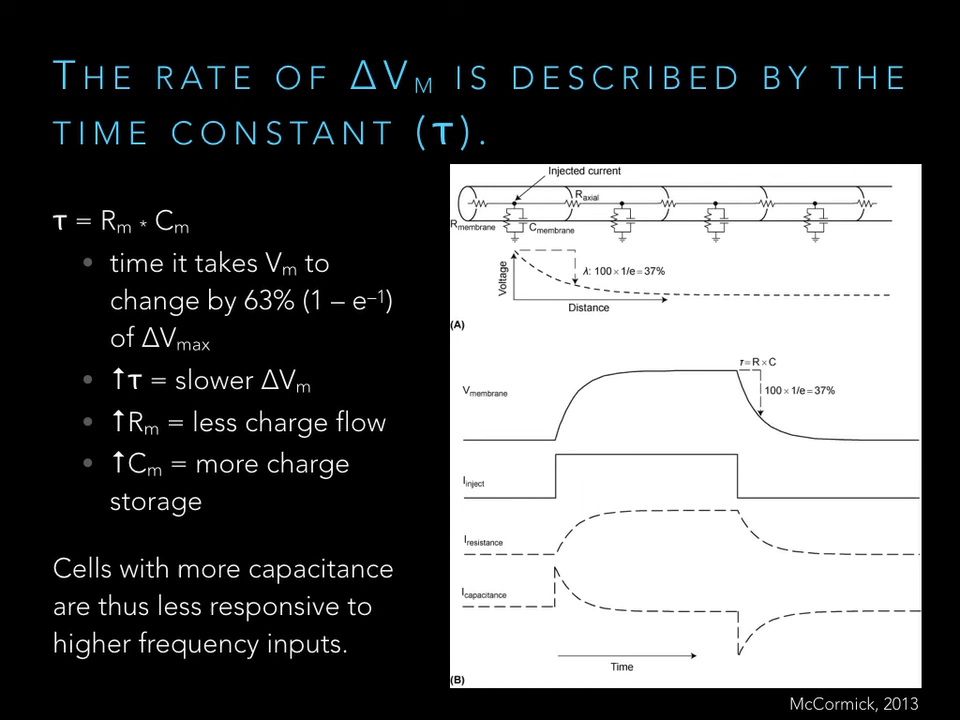 THE RATE OF ΔVM IS DESCRIBED BY THE
TIME CONSTANT (τ).
τ = Rm * Cm
• time it takes Vm to
change by 63% (1 – e–1)
of ΔVmax
• ↑τ = slower ΔVm
• ↑Rm = less charge flow
• ↑Cm = more charge
storage
Cells with more capacitance
are thus less responsive to
higher frequency inputs.
Injected current
Raxial
Rmembrane
Cmembrane
Voltage
λ: 100 × 1/e = 37%
Distance
(A)
τ = R × C
Vmembrane
100 × 1/e = 37%
Iinject
Iresistance
Icapacitance
Time
(B)
McCormick, 2013